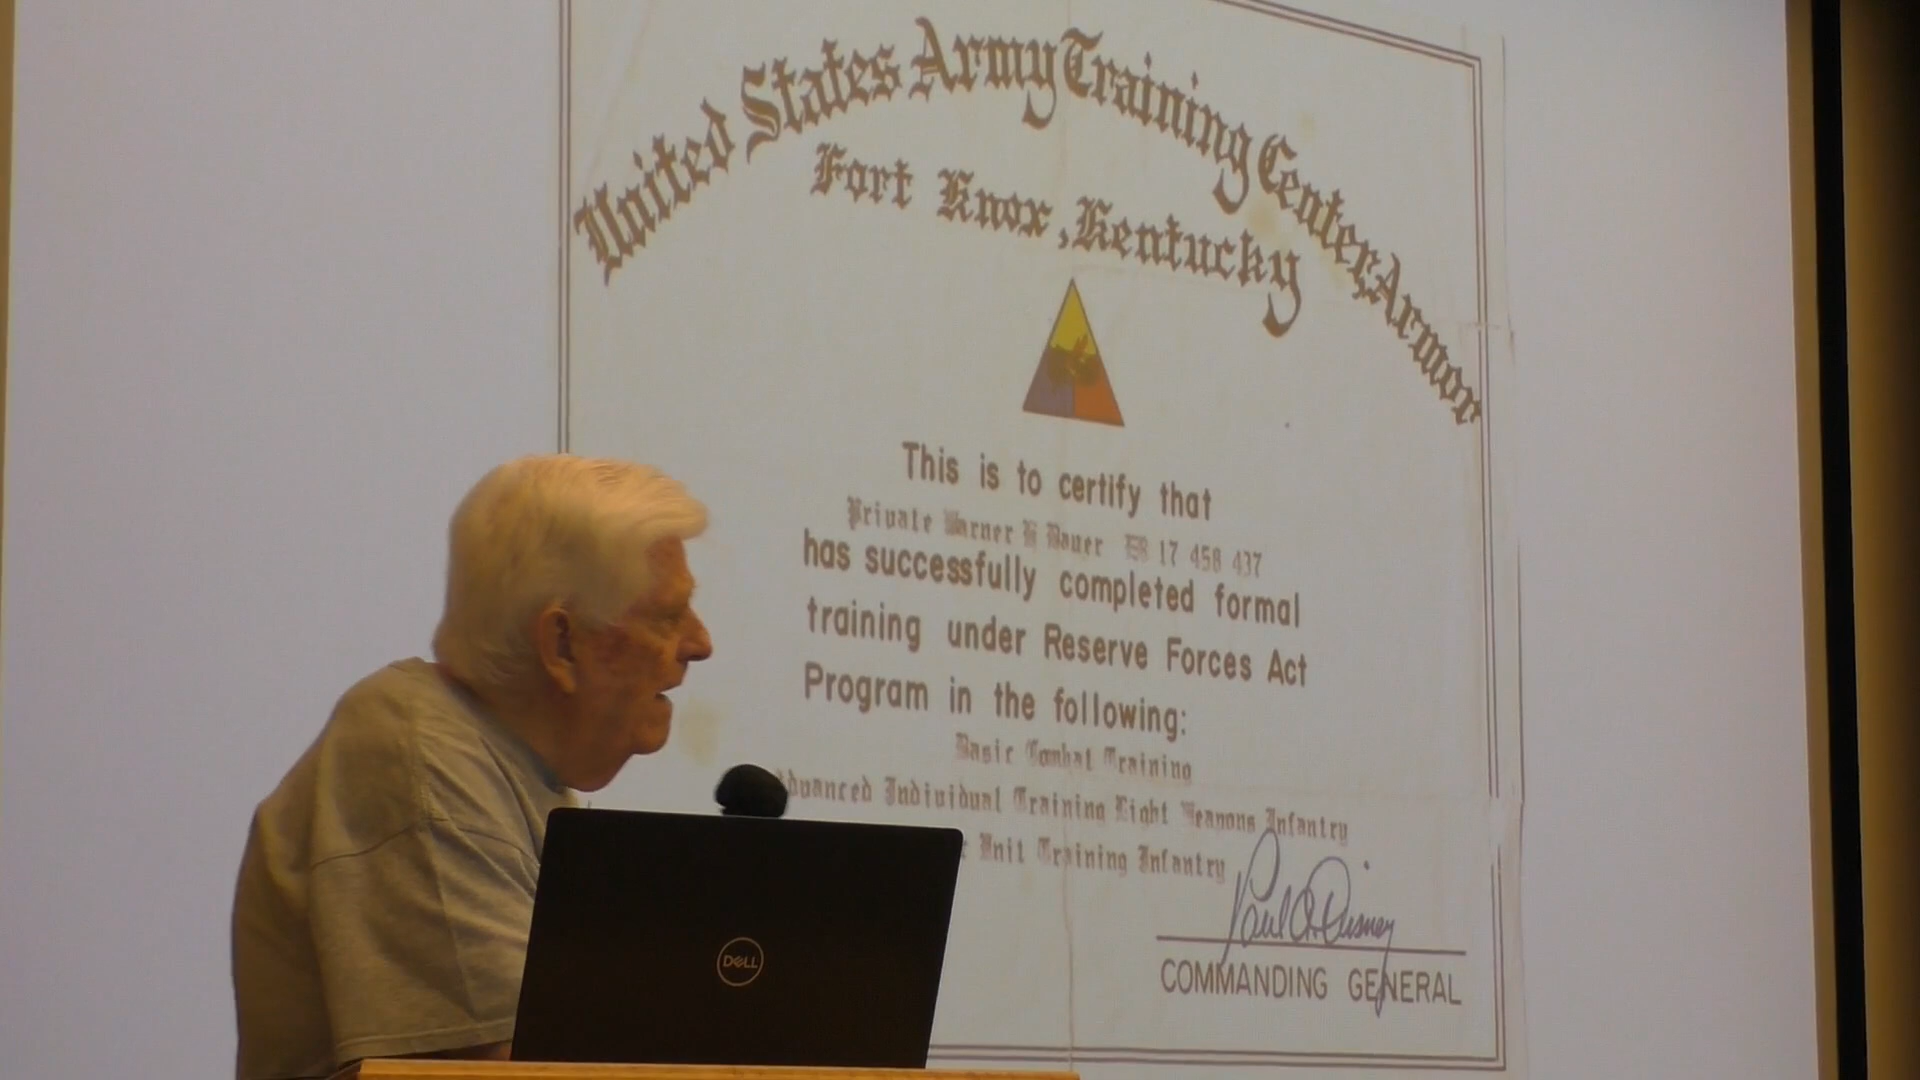 United States Army Training Center, Armor
Fort Knox, Kentucky
This is to certify that
Private Warner H Bauer 17 458 437
has successfully completed formal
training under Reserve Forces Act
Program in the following:
Basic Combat Training
Advanced Individual Training Light Weapons Infantry
Unit Training Infantry
Paul A. Disney
COMMANDING GENERAL
DELL